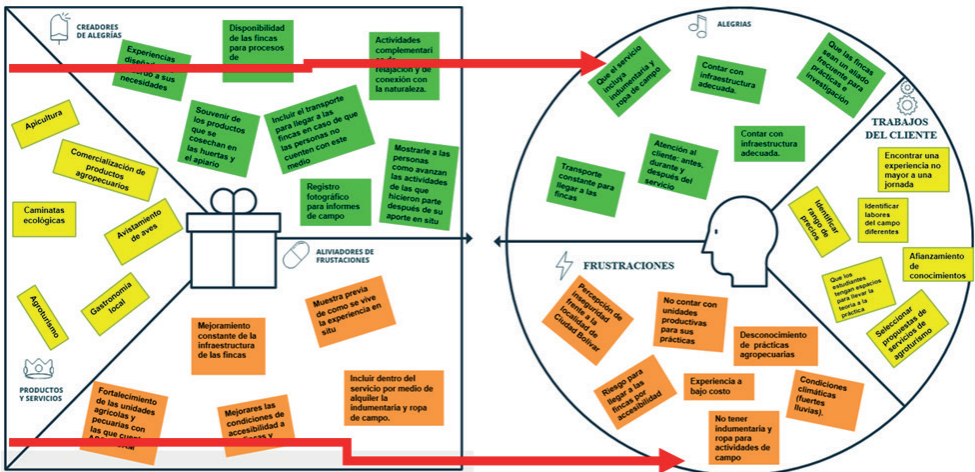 CREADORES
DE ALEGRÍAS
Experiencias
diseñadas
acuerdo a sus
necesidades
Disponibilidad
de las fincas
para procesos
de
Actividades
complementari
relajación y de
conexión con
la naturaleza.
Souvenir de
los productos
que se
cosechan en
las huertas y
el apiario
Incluir el transporte
para llegar a las
fincas en caso de que
las personas no
cuenten con este
medio
Mostrarle a las
personas
como avanzan
las actividades
de las que
hicieron parte
después de su
aporte en situ
Registro
fotográfico
para informes
de campo
Apicultura
Comercialización de
productos
agropecuarios
Caminatas
ecológicas
Avistamiento
de aves
Agroturismo
Gastronomía
local
PRODUCTOS
Y SERVICIOS
ALIVIADORES DE
FRUSTACIONES
Muestra previa
de como se vive
la experiencia en
situ
Mejoramiento
constante de la
infraestructura
de las fincas
Incluir dentro del
servicio por medio de
alquiler la
indumentaria y ropa
de campo.
Fortalecimiento
de las unidades
agrícolas y
pecuarias con
las que
Mejorares las
condiciones de
accesibilidad a
ALEGRIAS
Que el servicio
incluya
indumentaria y
ropa de campo
Contar con
infraestructura
adecuada.
Que las fincas
sean un aliado
frecuente para
prácticas e
investigación
Transporte
constante para
llegar a las
fincas
Atención al
cliente: antes,
durante y
después del
servicio
Contar con
infraestructura
adecuada.
TRABAJOS
DEL CLIENTE
Encontrar una
experiencia no
mayor a una
jornada
Identificar
rango de
precios
Identificar
labores
del campo
diferentes
Afianzamiento
de
conocimientos
Que los
estudiantes
tengan espacios
para llevar la
teoría a la
práctica
Seleccionar
propuestas de
servicios de
agroturismo
FRUSTRACIONES
Percepción de
inseguridad
frente a la
localidad de
Ciudad Bolívar
No contar con
unidades
productivas
para sus
prácticas
Desconocimiento
de prácticas
agropecuarias
Riesgo para
llegar a las
fincas por
accesibilidad
Experiencia a
bajo costo
Condiciones
climáticas
(fuertes
lluvias).
No tener
indumentaria y
ropa para
actividades de
campo